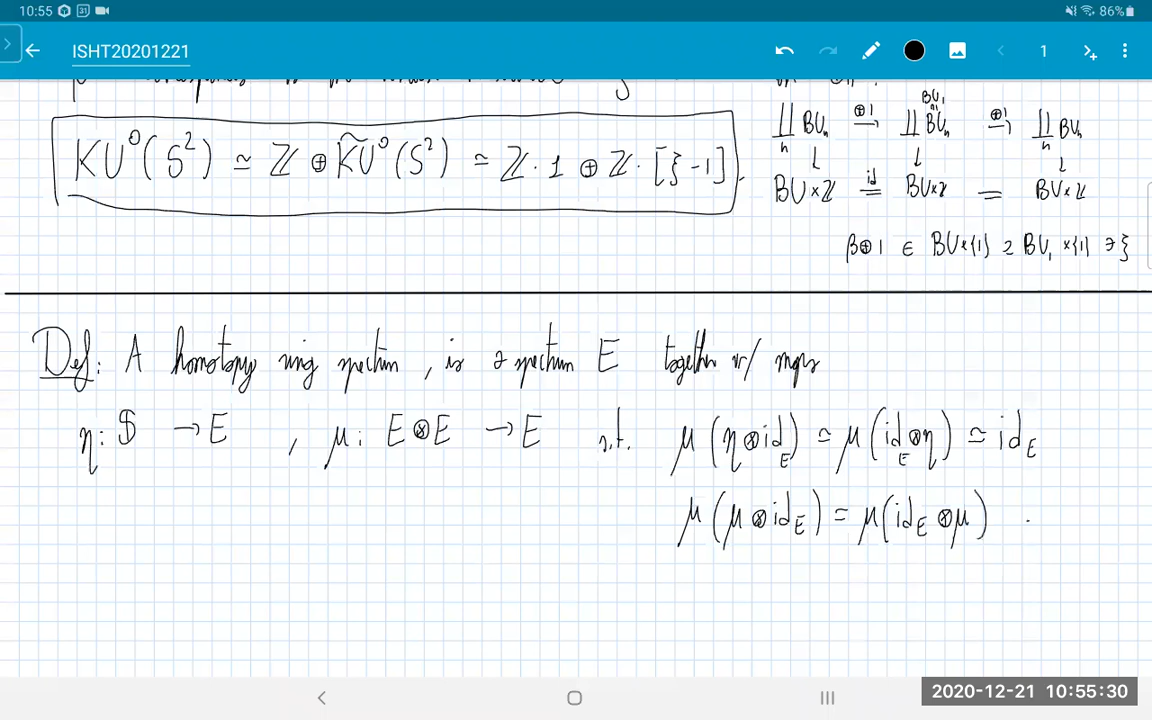 10:55 31 86%
ISHT20201221
KU⁰(S²) ≃ ℤ ⊕ K̃U⁰(S²) ≃ ℤ·1 ⊕ ℤ·[ξ-1].
BU₁
∐ₙ BUₙ ⊕1→ ∐ₙ BUₙ ⊕1→ ∐ₙ BUₙ
↓ ↓ ↓
BU×ℤ id= BU×ℤ = BU×ℤ
β⊕1 ∈ BU×{1} ⊇ BU₁×{1} ∋ ξ
Def: A homotopy ring spectrum, is a spectrum E together w/ maps
η: $ → E , μ: E⊗E → E s.t. μ(η⊗id_E) ≃ μ(id_E⊗η) ≃ id_E
μ(μ⊗id_E) ≃ μ(id_E⊗μ) .
1
2020-12-21 10:55:30